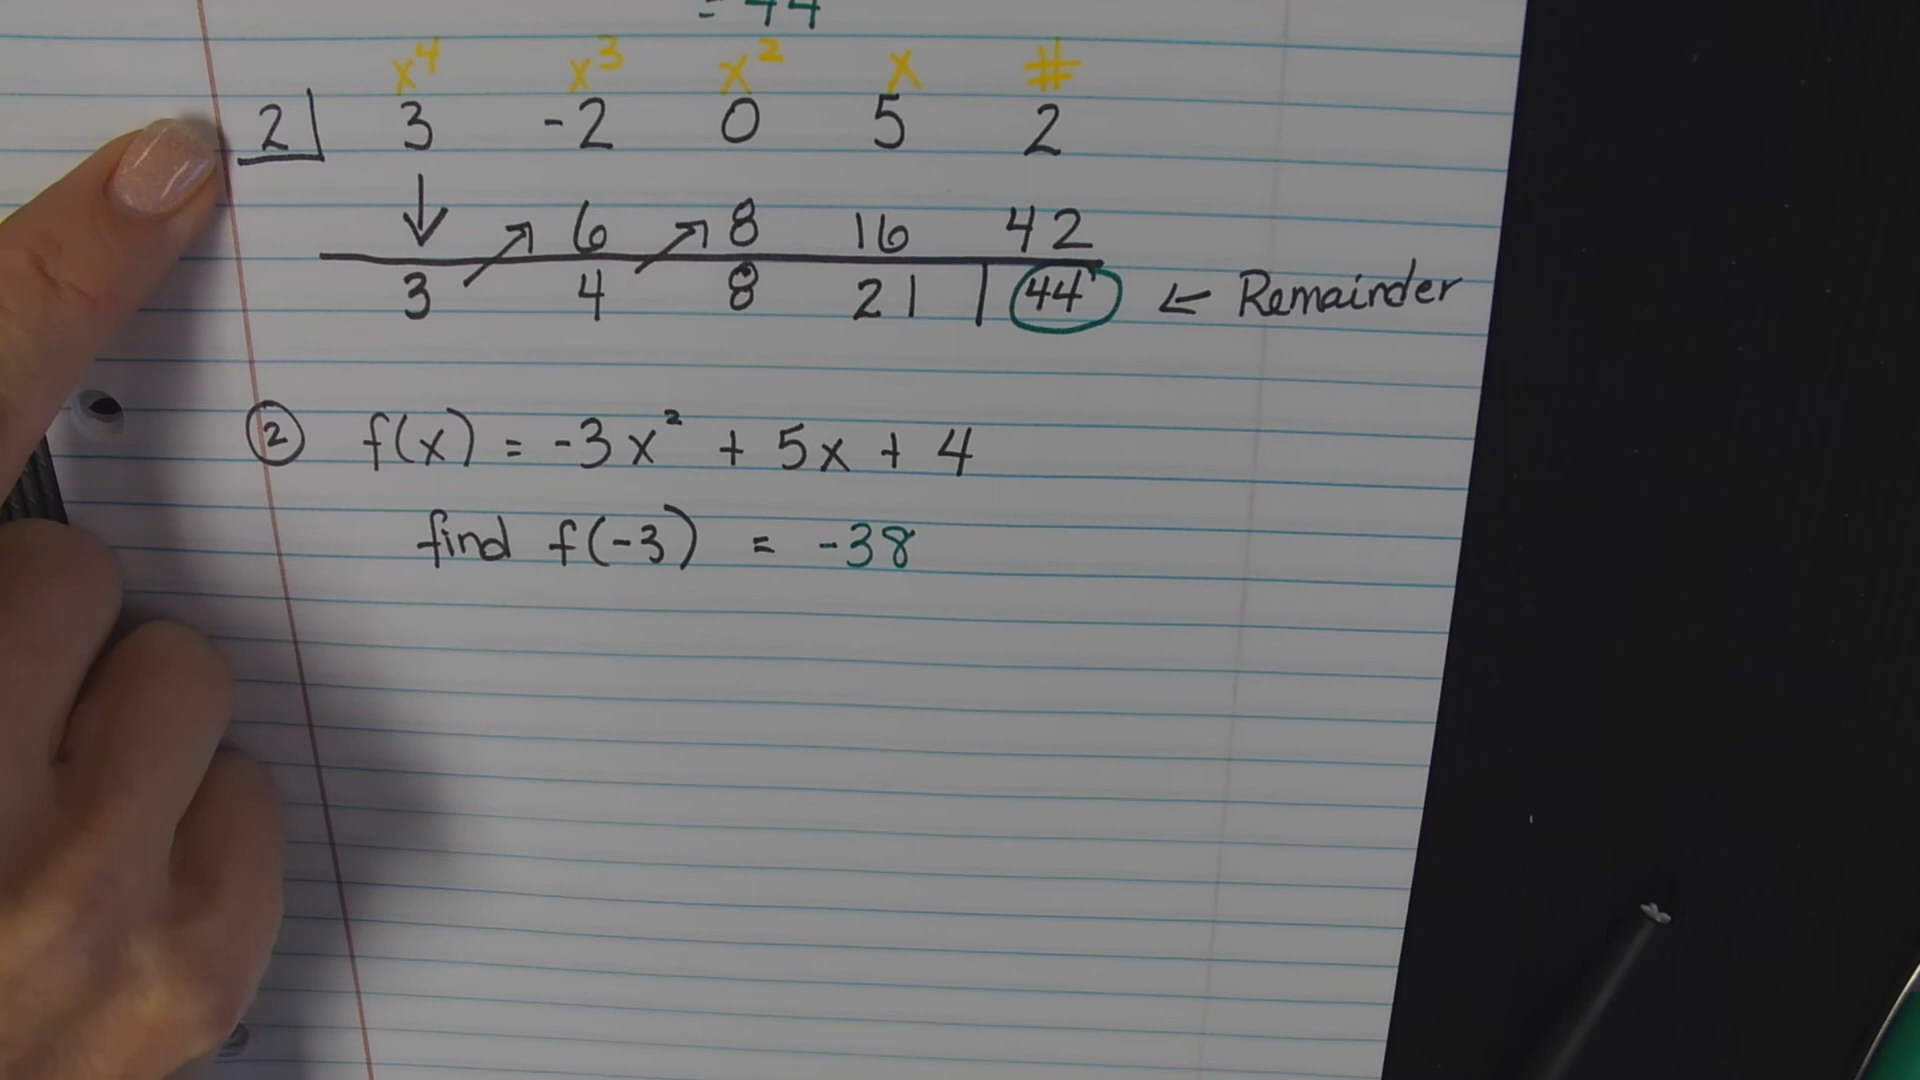 = 44
x⁴ x³ x² x #
2 3 -2 0 5 2
6 8 16 42
3 4 8 21 44 ← Remainder
② f(x) = -3x² + 5x + 4
find f(-3) = -38